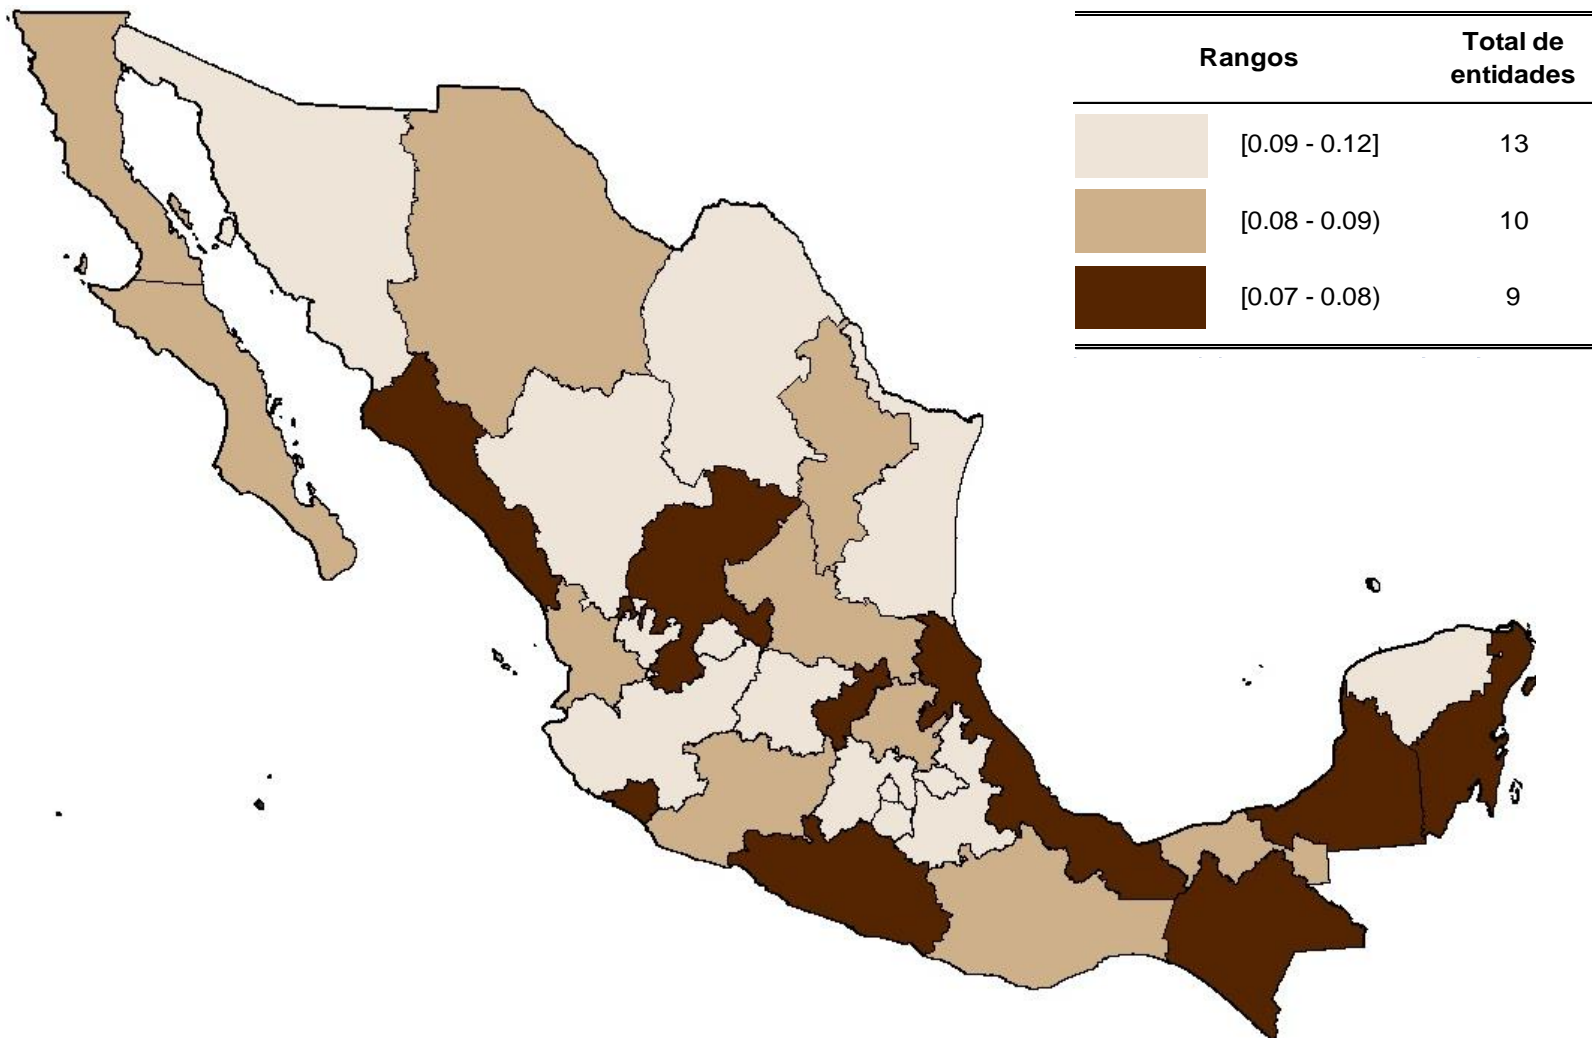 Rangos
Total de
entidades
[0.09 - 0.12] 13
[0.08 - 0.09) 10
[0.07 - 0.08) 9